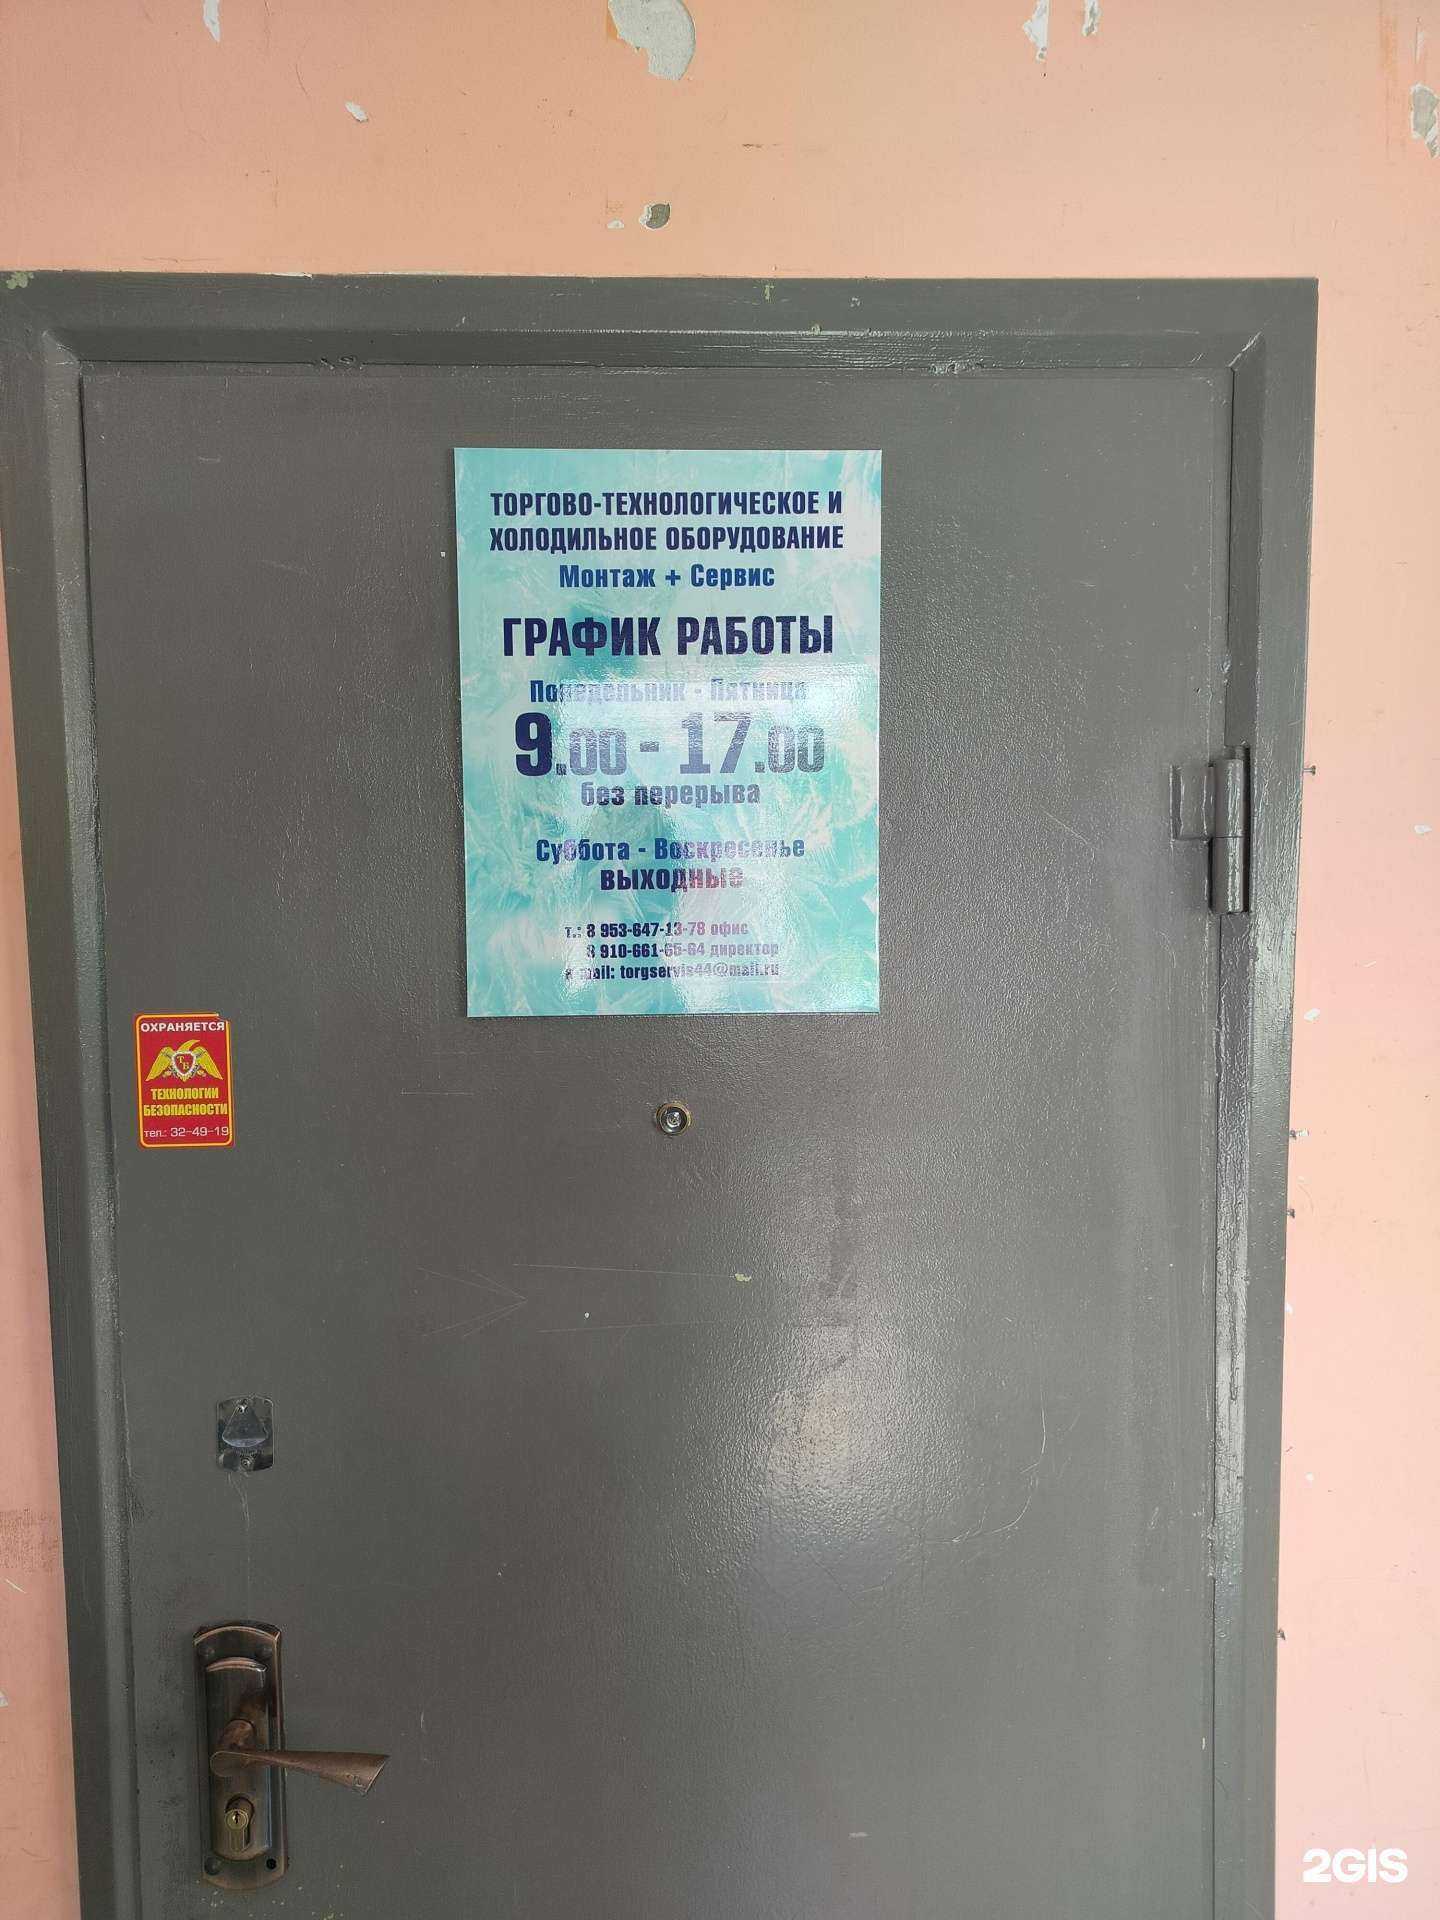 ТОРГОВО-ТЕХНОЛОГИЧЕСКОЕ И
ХОЛОДИЛЬНОЕ ОБОРУДОВАНИЕ
Монтаж + Сервис
ГРАФИК РАБОТЫ
Понедельник - Пятница
9.00 - 17.00
без перерыва
Суббота - Воскресенье
ВЫХОДНЫЕ
т.: 8 953-647-13-78 офис
8 910-661-65-64 директор
e-mail: torgservis44@mail.ru
ОХРАНЯЕТСЯ
Т Б
ТЕХНОЛОГИИ
БЕЗОПАСНОСТИ
тел.: 32-49-19
2GIS